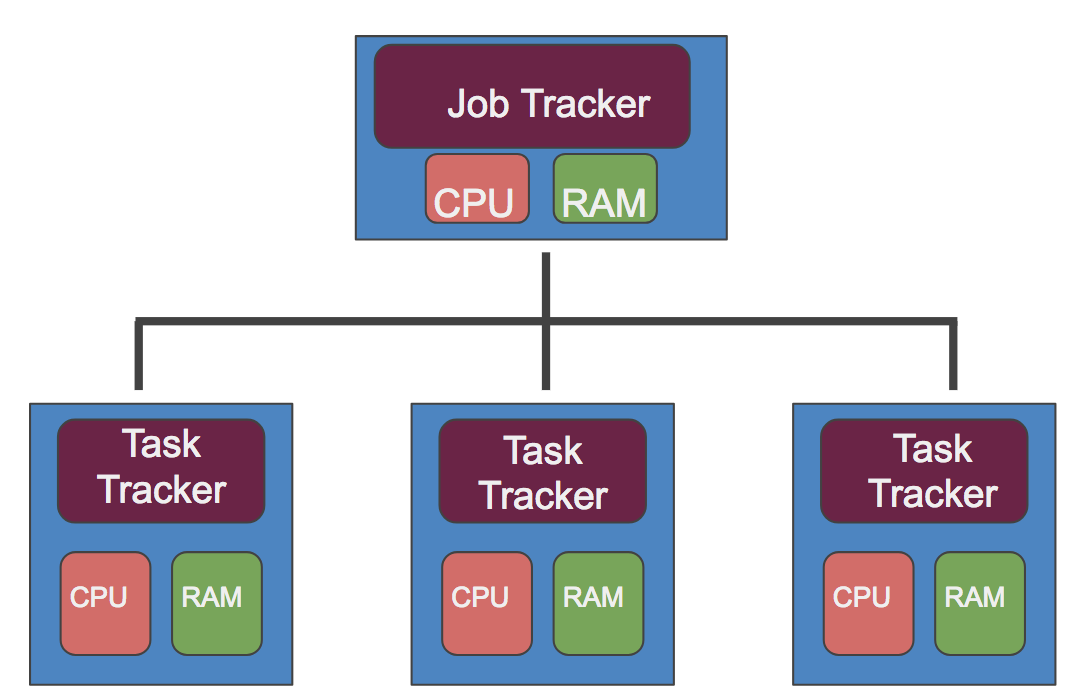 Job Tracker
CPU
RAM
Task
Tracker
CPU
RAM
Task
Tracker
CPU
RAM
Task
Tracker
CPU
RAM